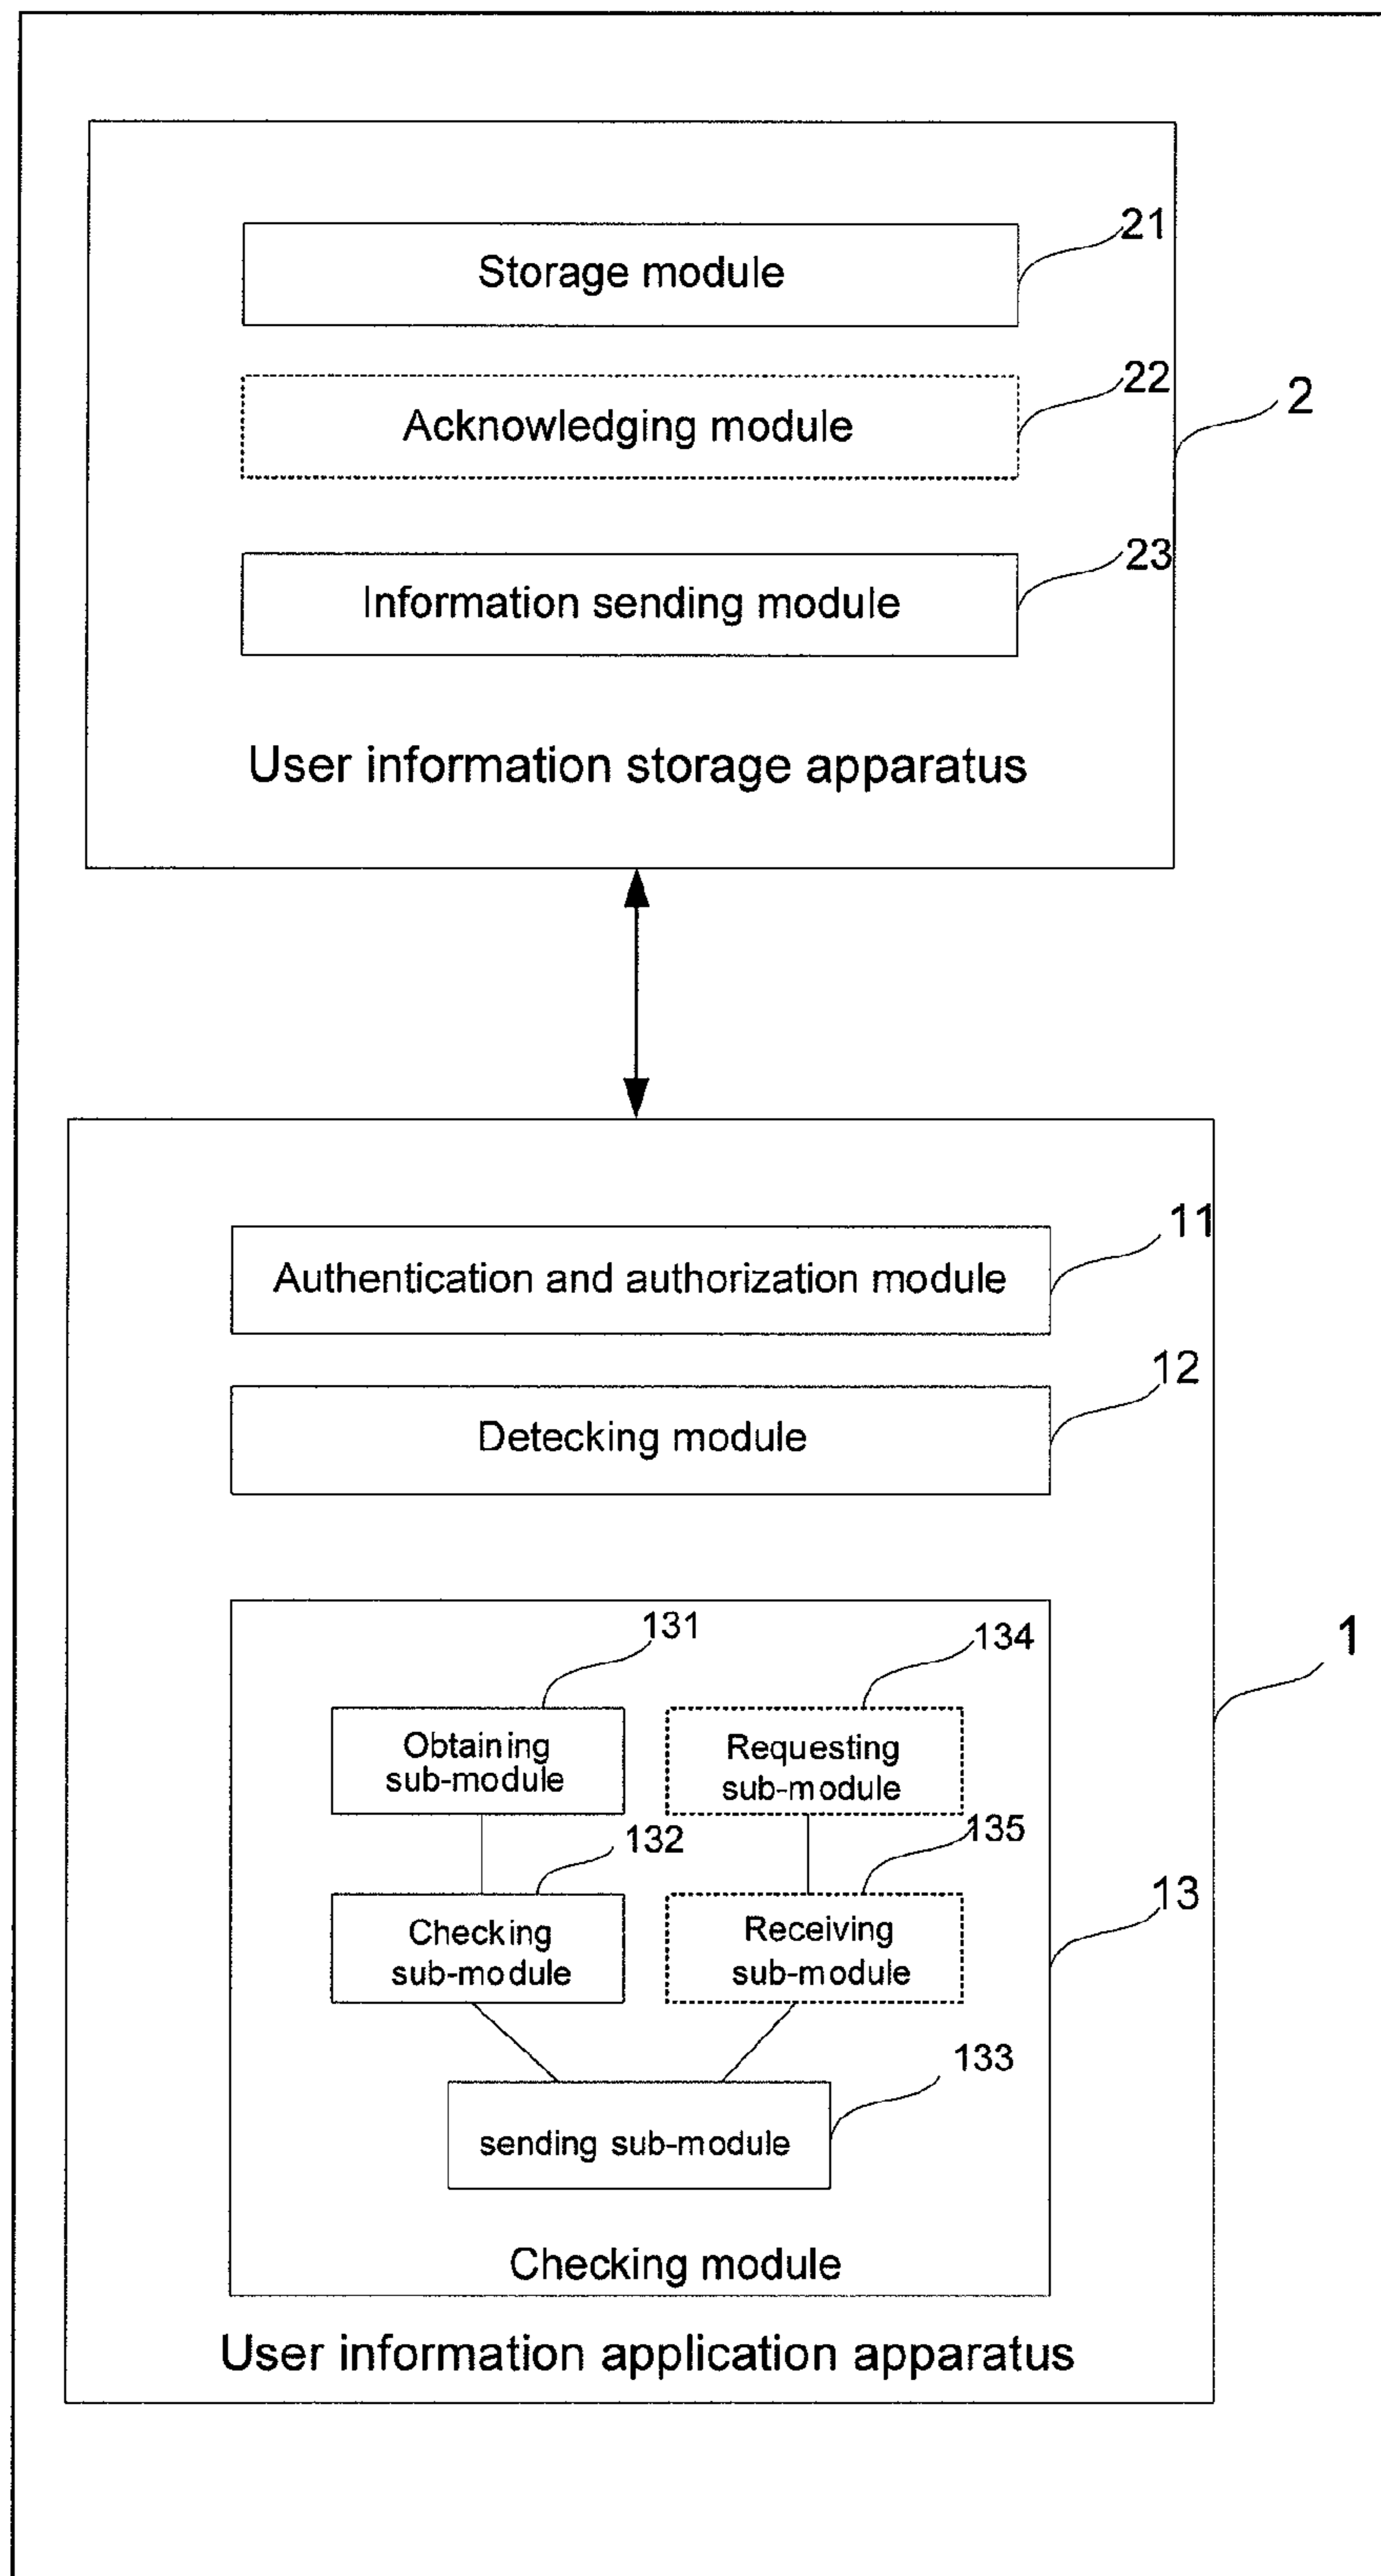 21
Storage module
22
Acknowledging module
2
23
Information sending module
User information storage apparatus
11
Authentication and authorization module
12
Detecking module
131
134
1
Obtaining
sub-module
Requesting
sub-module
132
135
13
Checking
sub-module
Receiving
sub-module
133
sending sub-module
Checking module
User information application apparatus